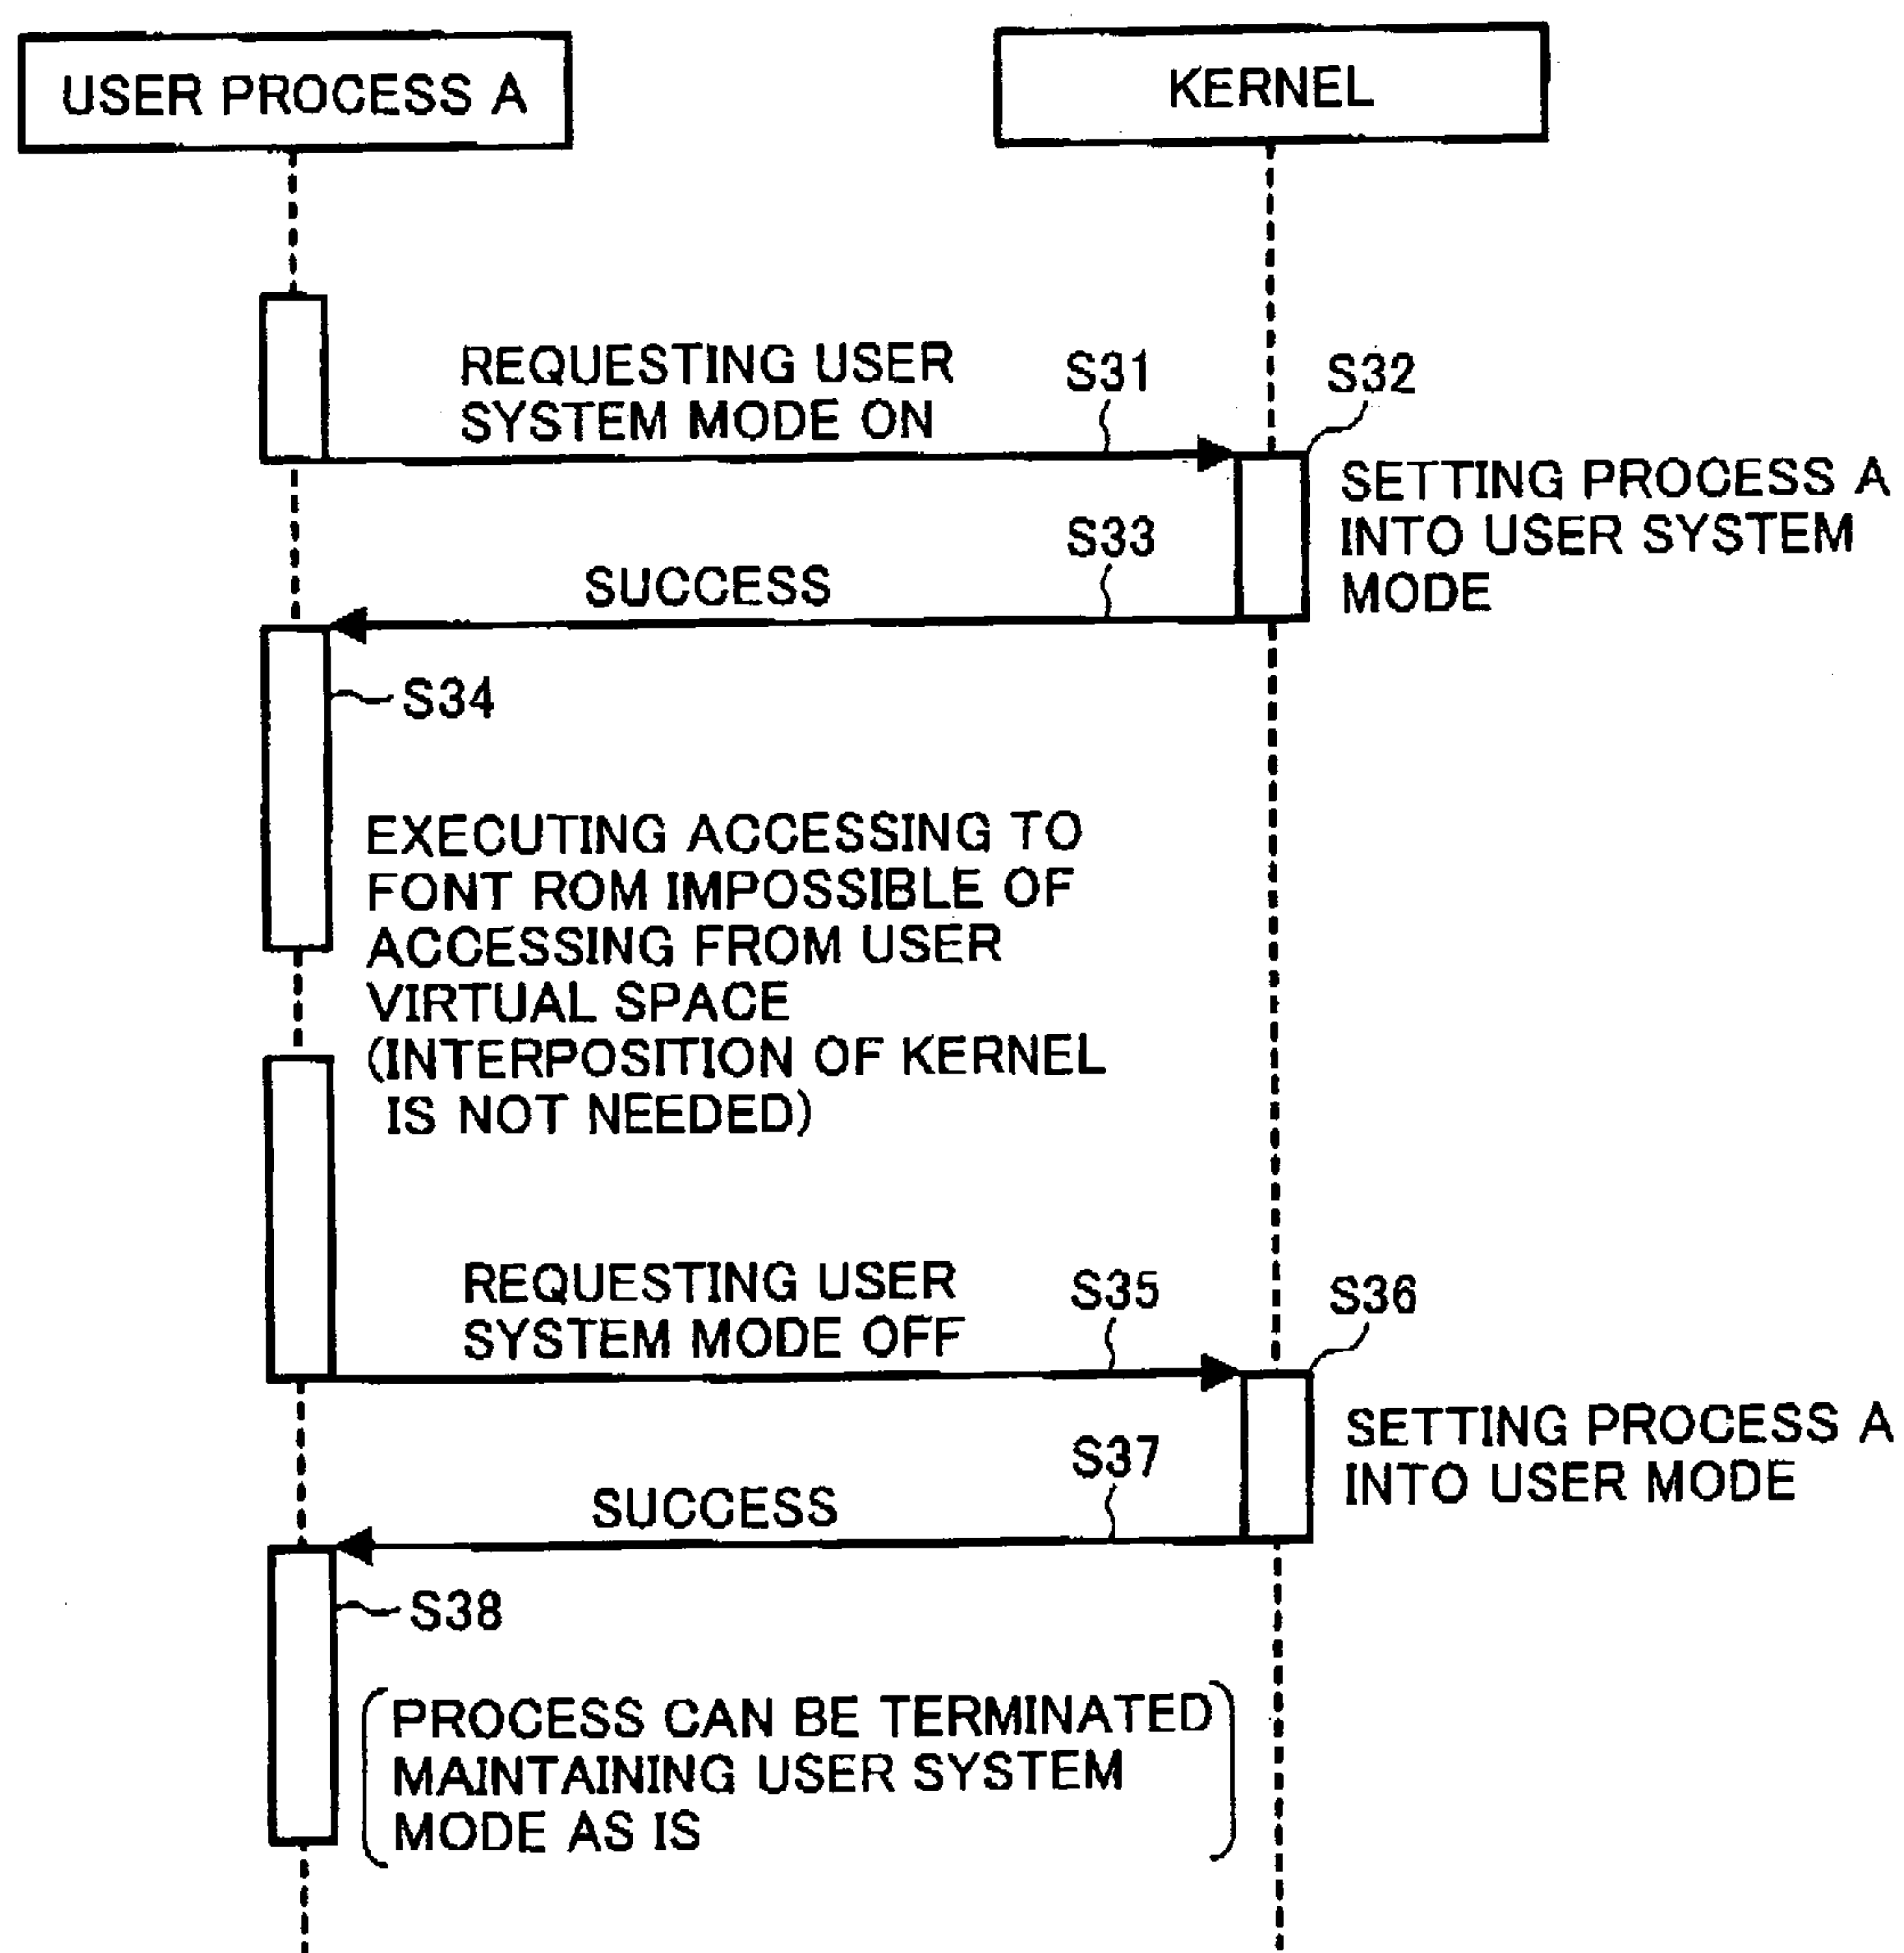 USER PROCESS A
KERNEL
REQUESTING USER
SYSTEM MODE ON
S31
S32
SETTING PROCESS A
INTO USER SYSTEM
MODE
S33
SUCCESS
S34
EXECUTING ACCESSING TO
FONT ROM IMPOSSIBLE OF
ACCESSING FROM USER
VIRTUAL SPACE
(INTERPOSITION OF KERNEL
IS NOT NEEDED)
REQUESTING USER
SYSTEM MODE OFF
S35
S36
SETTING PROCESS A
INTO USER MODE
S37
SUCCESS
S38
(PROCESS CAN BE TERMINATED
MAINTAINING USER SYSTEM
MODE AS IS)